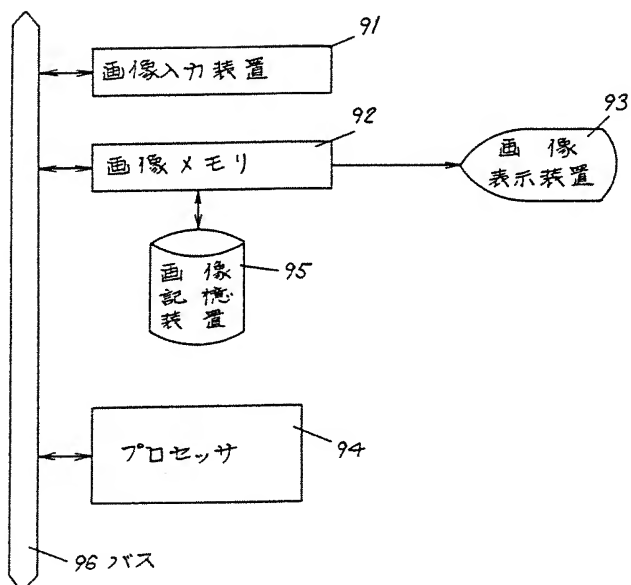 91
画像入力装置
92
画像メモリ
93
画像
表示装置
画像
記憶
装置
95
プロセッサ
94
96 バス